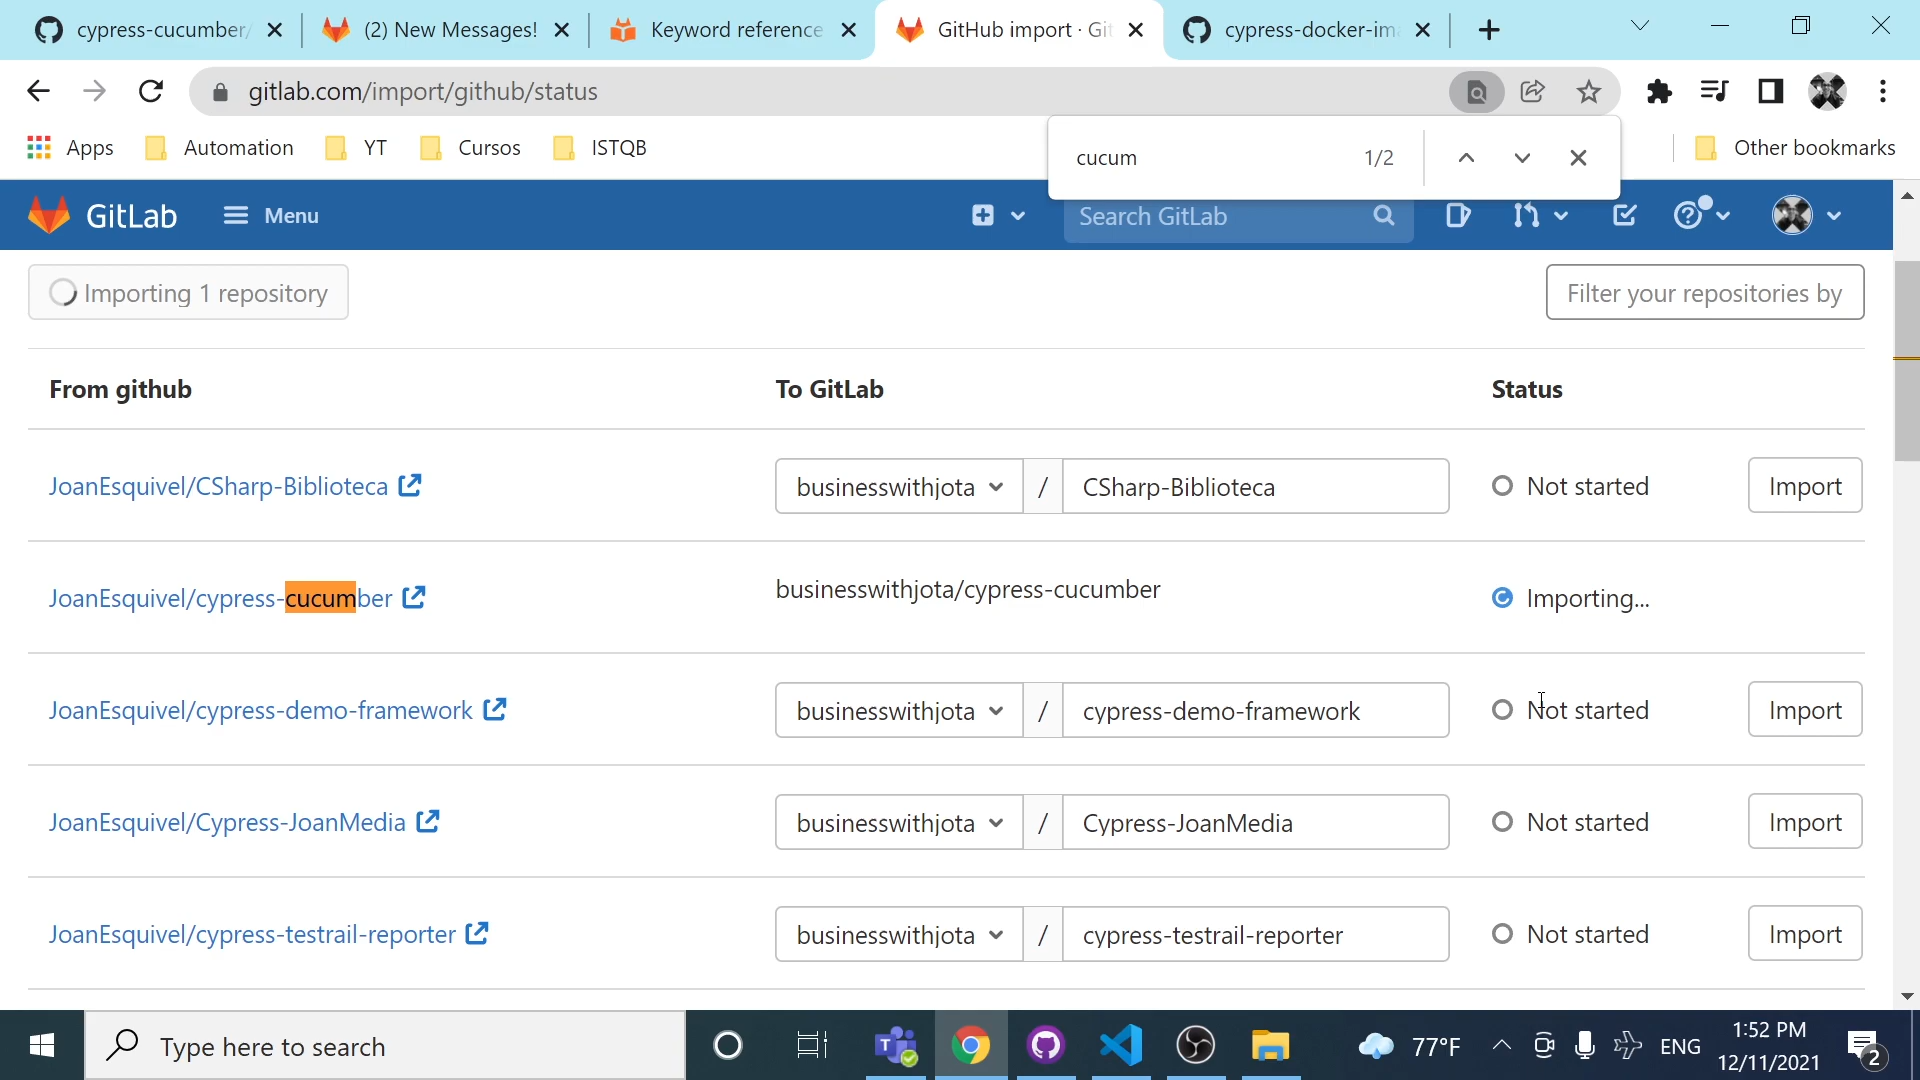 cypress-cucumber/ (2) New Messages! Keyword reference GitHub import · Git cypress-docker-ima
gitlab.com/import/github/status
Apps Automation YT Cursos ISTQB Other bookmarks
cucum 1/2
GitLab Menu Search GitLab
Importing 1 repository Filter your repositories by
From github To GitLab Status
JoanEsquivel/CSharp-Biblioteca businesswithjota / CSharp-Biblioteca Not started Import
JoanEsquivel/cypress-cucumber businesswithjota/cypress-cucumber Importing...
JoanEsquivel/cypress-demo-framework businesswithjota / cypress-demo-framework Not started Import
JoanEsquivel/Cypress-JoanMedia businesswithjota / Cypress-JoanMedia Not started Import
JoanEsquivel/cypress-testrail-reporter businesswithjota / cypress-testrail-reporter Not started Import
Type here to search 77°F ENG 1:52 PM
12/11/2021 2